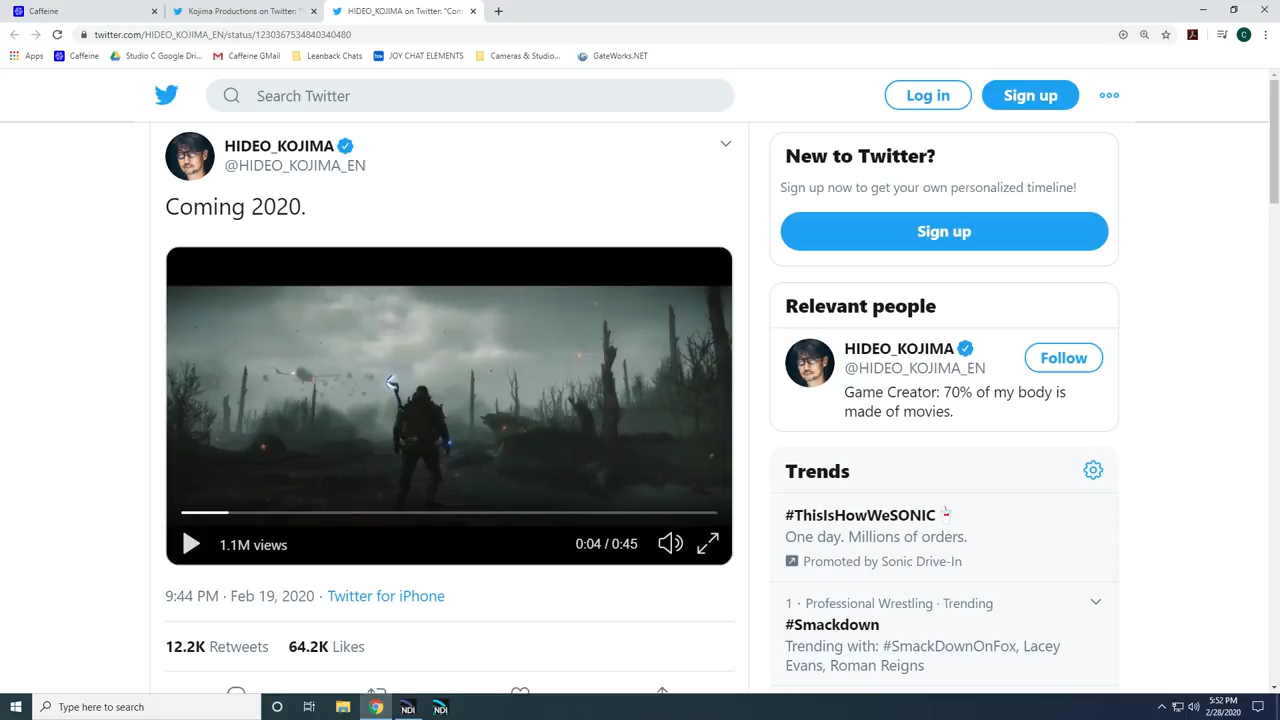 Caffeine
Kojima Productions on Twitter: "
HIDEO_KOJIMA on Twitter: "Com
twitter.com/HIDEO_KOJIMA_EN/status/1230367534840340480
Apps
Caffeine
Studio C Google Dri...
Caffeine GMail
Leanback Chats
box
JOY CHAT ELEMENTS
Cameras & Studio...
GateWorks.NET
C
Search Twitter
Log in
Sign up
HIDEO_KOJIMA
@HIDEO_KOJIMA_EN
Coming 2020.
1.1M views
0:04 / 0:45
9:44 PM · Feb 19, 2020 · Twitter for iPhone
12.2K Retweets 64.2K Likes
New to Twitter?
Sign up now to get your own personalized timeline!
Sign up
Relevant people
HIDEO_KOJIMA
@HIDEO_KOJIMA_EN
Follow
Game Creator: 70% of my body is
made of movies.
Trends
#ThisIsHowWeSONIC
One day. Millions of orders.
Promoted by Sonic Drive-In
1 · Professional Wrestling · Trending
#Smackdown
Trending with: #SmackDownOnFox, Lacey
Evans, Roman Reigns
Type here to search
NDI
NDI
5:52 PM
2/28/2020